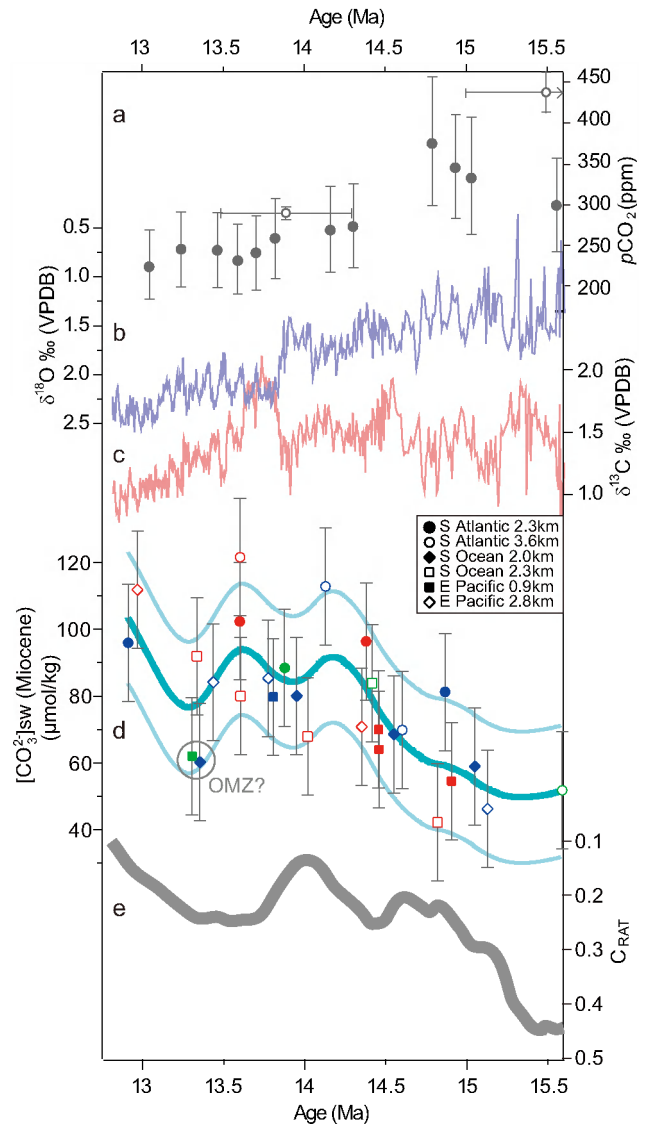 Age (Ma)
13 13.5 14 14.5 15 15.5
a
450
400
350
300
250
200
pCO₂(ppm)
0.5
1.0
1.5
2.0
2.5
δ¹⁸O ‰ (VPDB)
b
2.0
1.5
1.0
δ¹³C ‰ (VPDB)
c
S Atlantic 2.3km
S Atlantic 3.6km
S Ocean 2.0km
S Ocean 2.3km
E Pacific 0.9km
E Pacific 2.8km
120
100
80
60
40
[CO₃²⁻]sw (Miocene)
(µmol/kg)
d
OMZ?
e
0.1
0.2
0.3
0.4
0.5
C_RAT
13 13.5 14 14.5 15 15.5
Age (Ma)